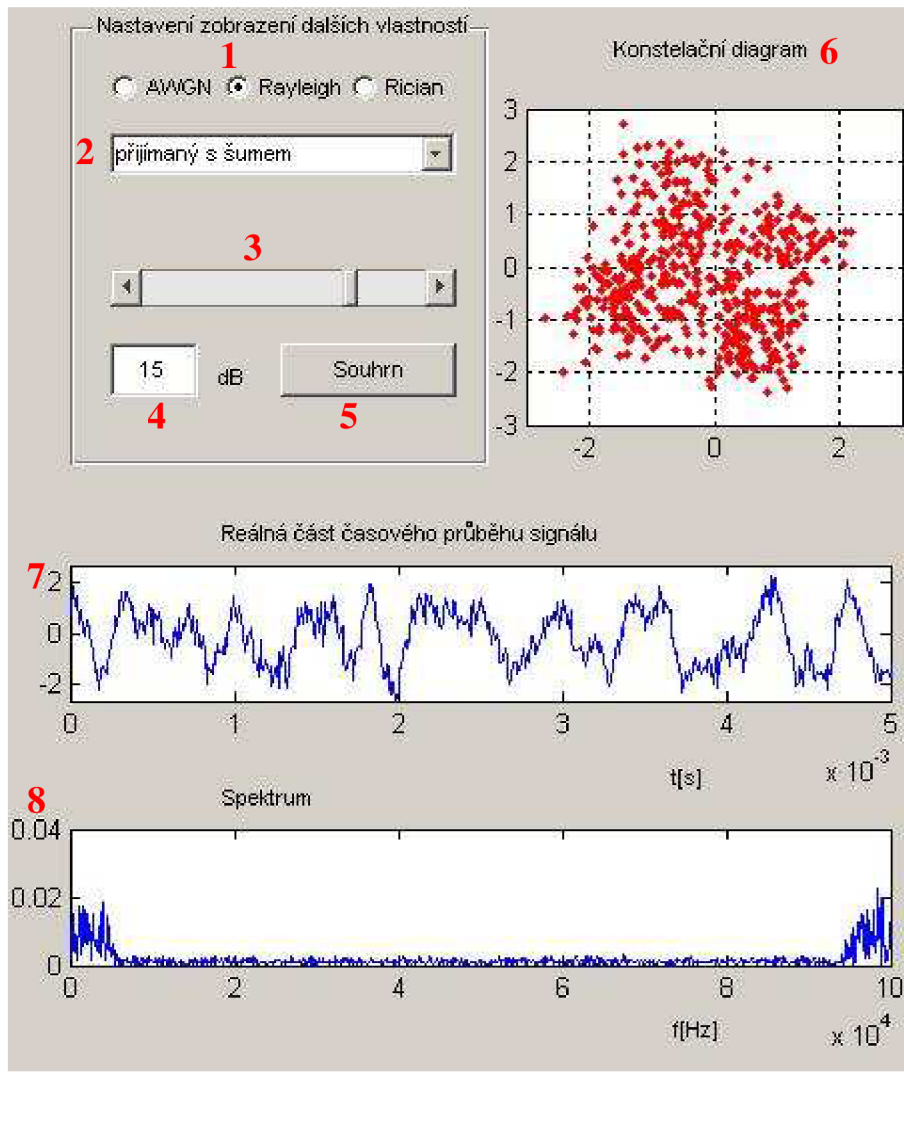 Nastavení zobrazení dalších vlastností
1
AWGN Rayleigh Rician
2 přijímaný s šumem
3
15 dB Souhrn
4 5
Konstelační diagram 6
3
2
1
0
-1
-2
-3
-2 0 2
Reálná část časového průběhu signálu
7
2
0
-2
0 1 2 3 4 5
t[s] x 10^-3
8 Spektrum
0.04
0.02
0
0 2 4 6 8 10
f[Hz] x 10^4